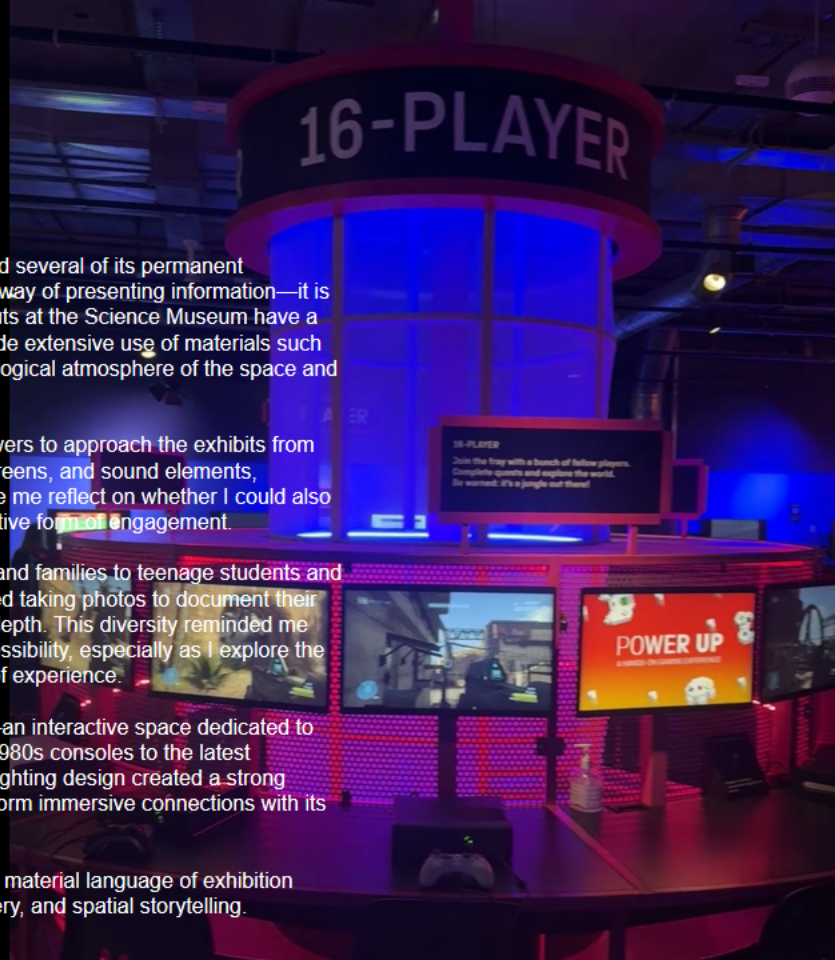 16-PLAYER
d several of its permanent
way of presenting information—it is
uts at the Science Museum have a
de extensive use of materials such
ogical atmosphere of the space and
yers to approach the exhibits from
reens, and sound elements,
e me reflect on whether I could also
tive form of engagement.
and families to teenage students and
ed taking photos to document their
depth. This diversity reminded me
essibility, especially as I explore the
of experience.
-an interactive space dedicated to
980s consoles to the latest
ghting design created a strong
orm immersive connections with its
material language of exhibition
ery, and spatial storytelling.
16-PLAYER
Join the fray with a bunch of fellow players.
Complete quests and explore the world.
Be warned: it's a jungle out there!
POWER UP
A HANDS-ON GAMING EXPERIENCE